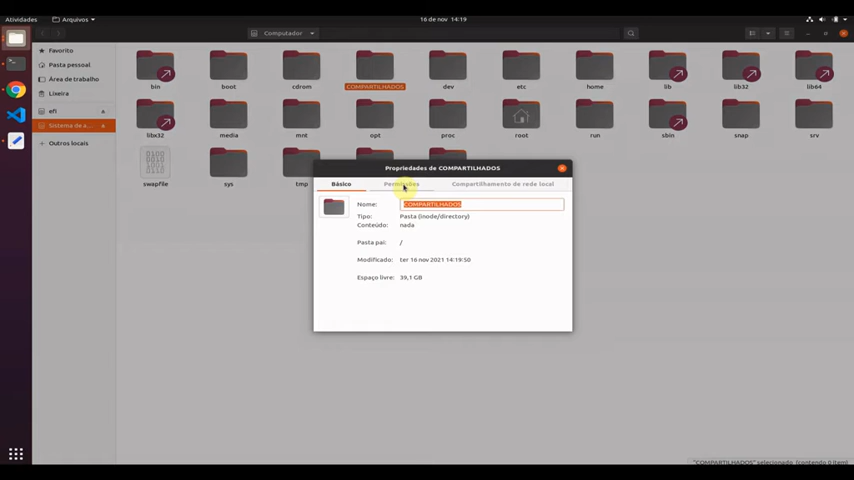 Atividades
Arquivos
16 de nov 14:19
Computador
Favorito
Pasta pessoal
Área de trabalho
Lixeira
efi
Sistema de a...
Outros locais
bin boot cdrom COMPARTILHADOS dev etc home lib lib32 lib64
libx32 media mnt opt proc root run sbin snap srv
swapfile sys tmp
Propriedades de COMPARTILHADOS
Básico Permissões Compartilhamento de rede local
Nome: COMPARTILHADOS
Tipo: Pasta (inode/directory)
Conteúdo: nada
Pasta pai: /
Modificado: ter 16 nov 2021 14:19:50
Espaço livre: 39,1 GB
"COMPARTILHADOS" selecionado (contendo 0 item)